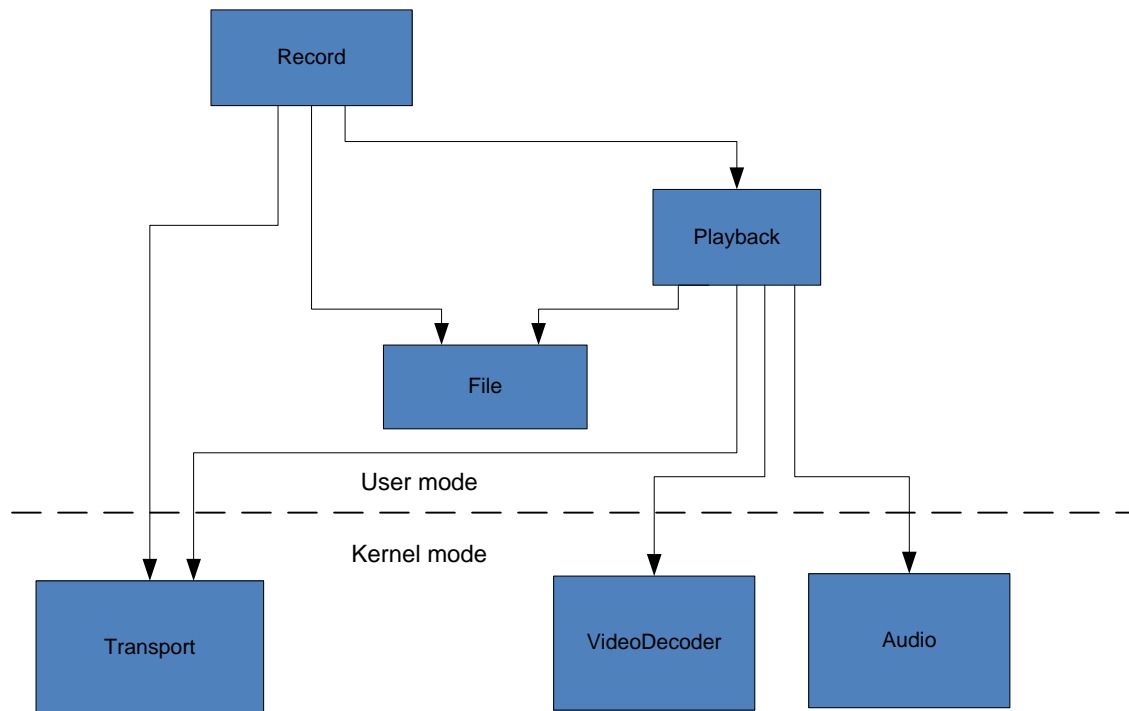 Record
Playback
File
User mode
Kernel mode
Transport
VideoDecoder
Audio